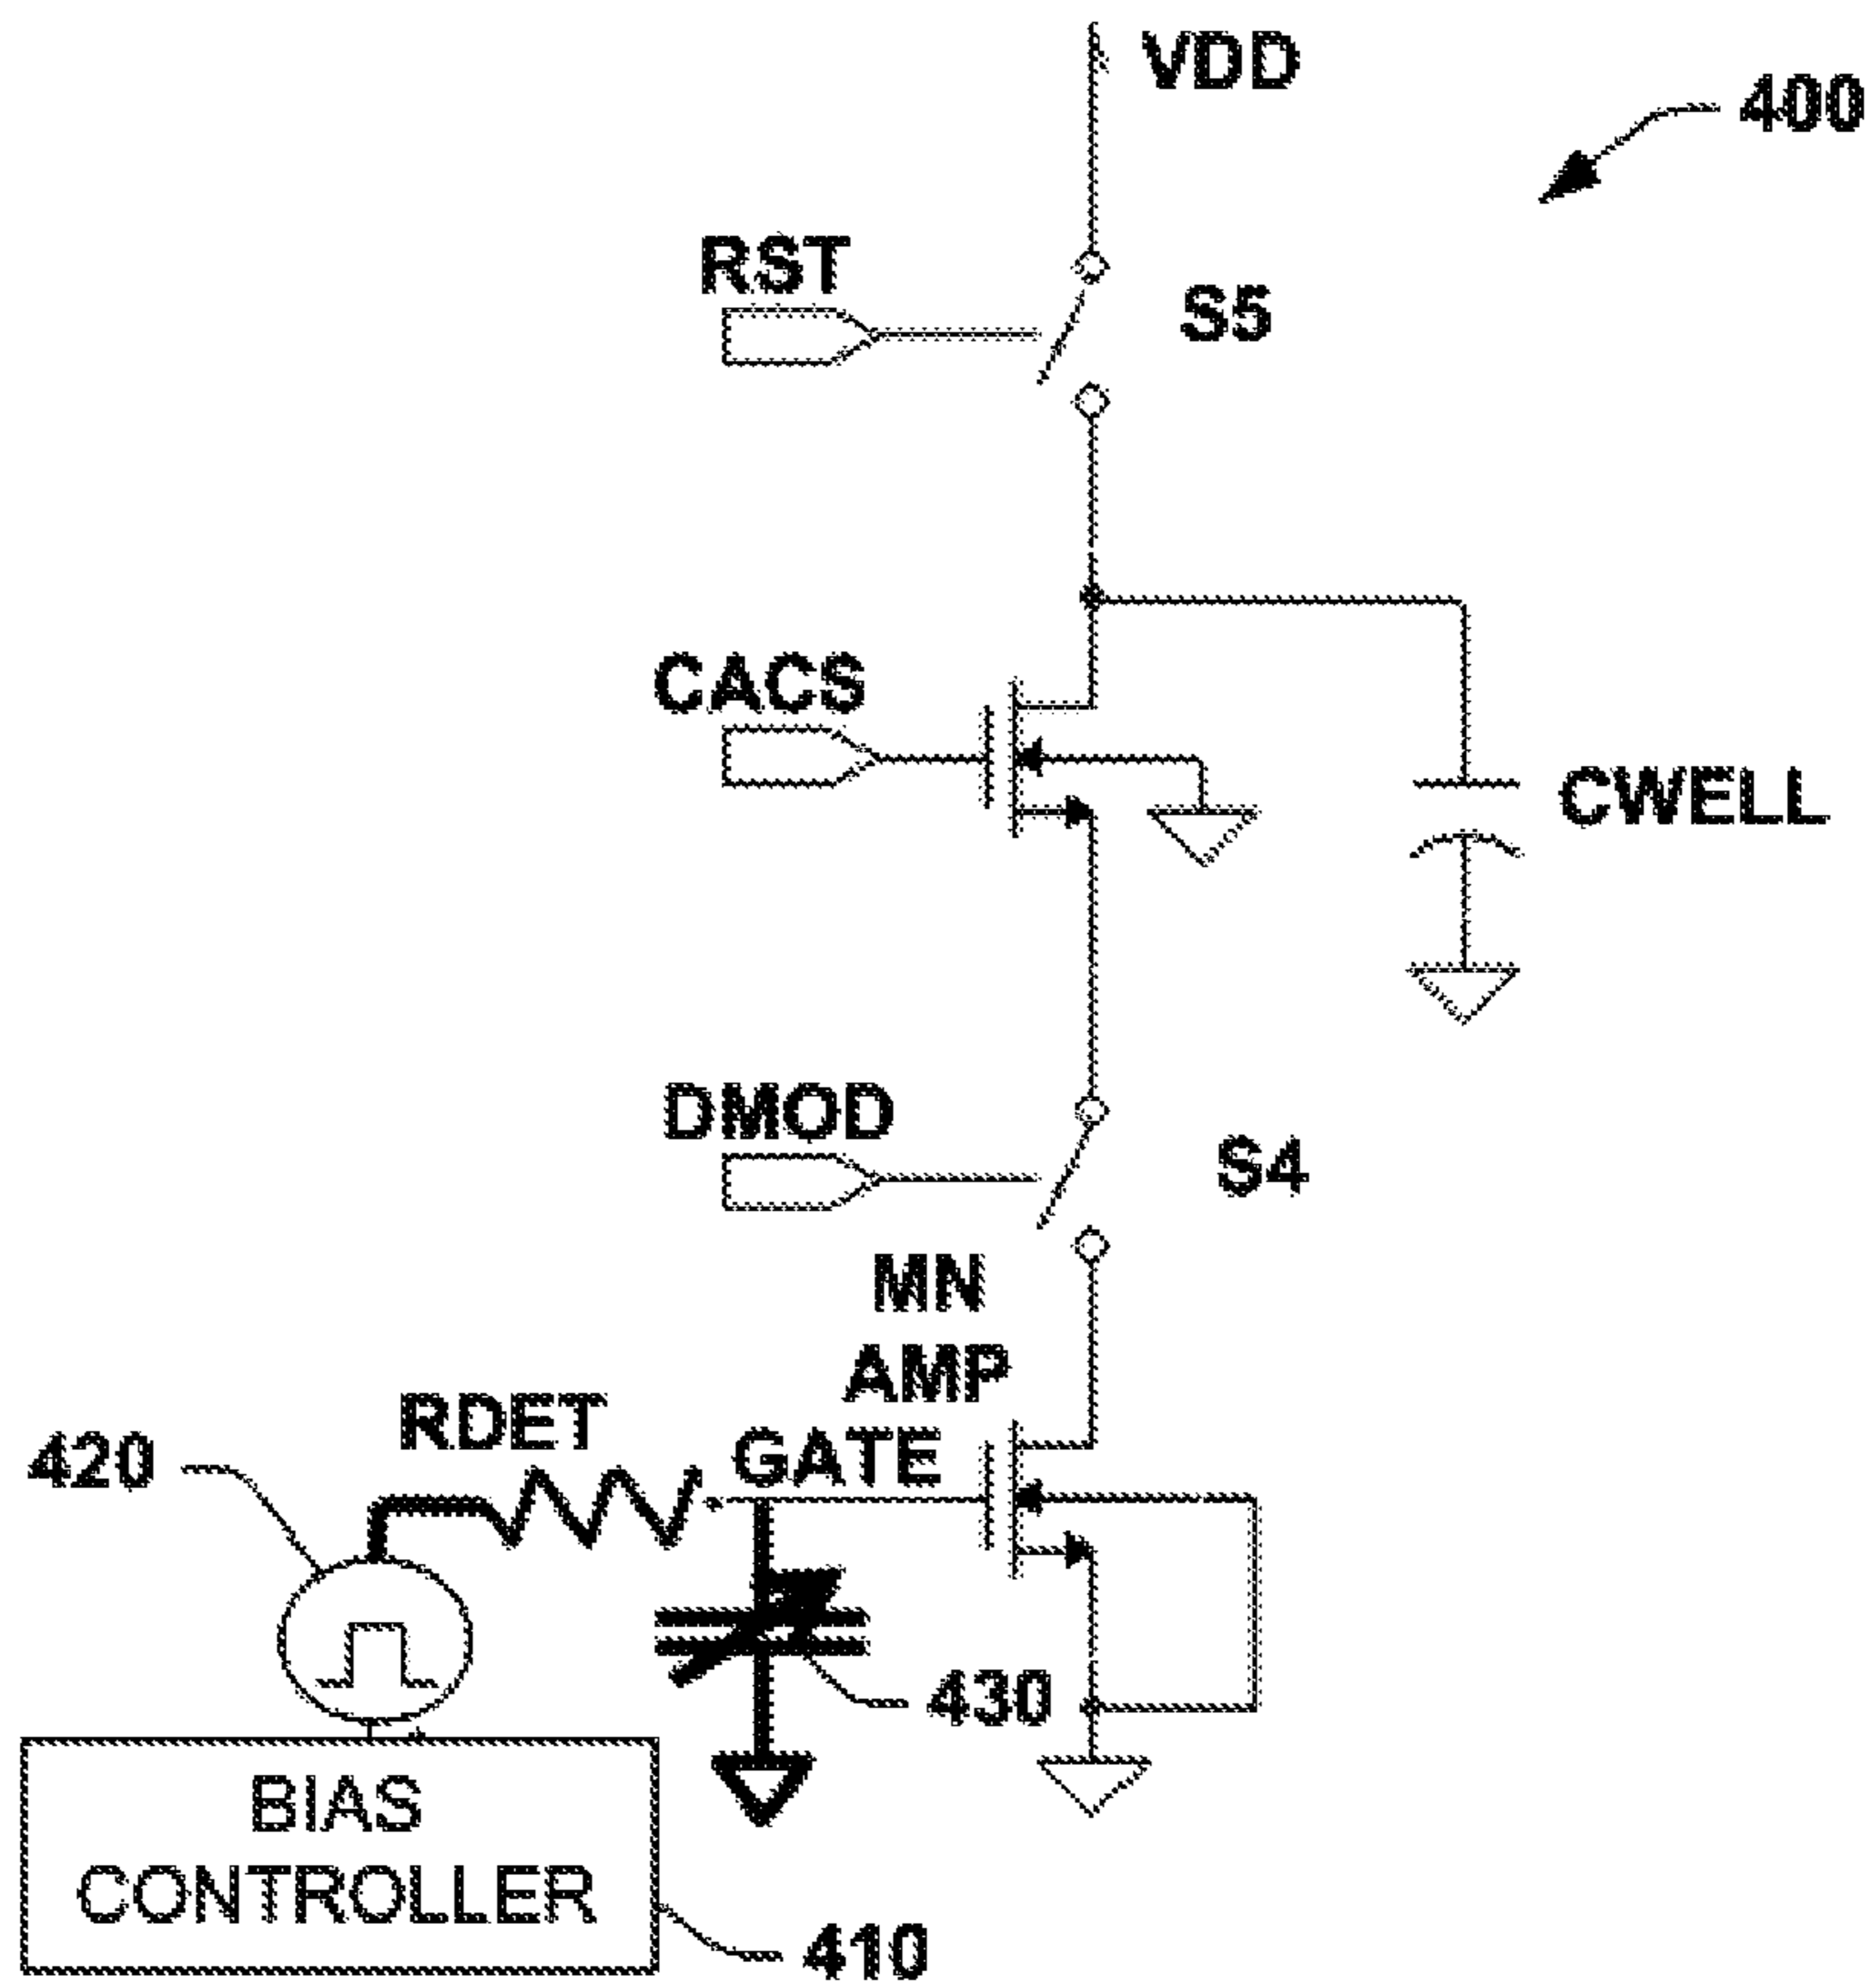 VDD
400
RST
S5
CACS
CWELL
DMOD
S4
MN
AMP
RDET
GATE
420
430
BIAS
CONTROLLER
410